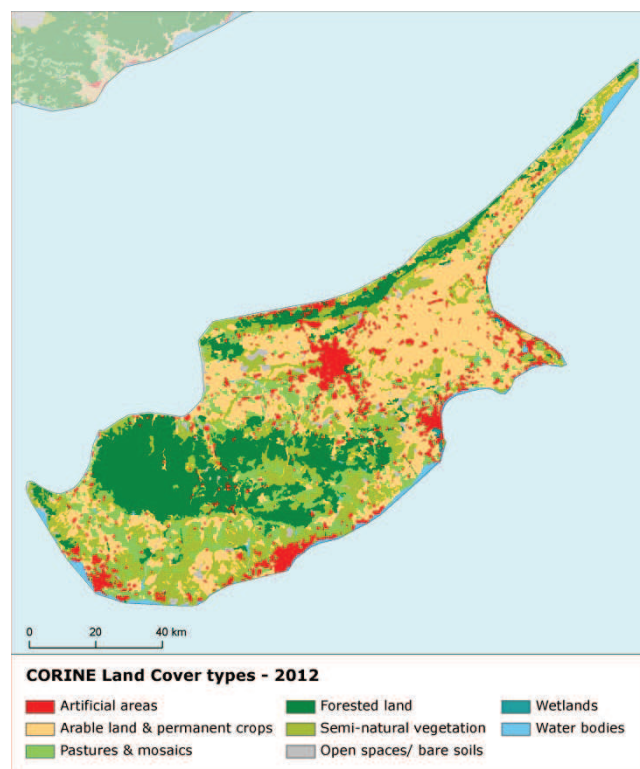 0 20 40 km
CORINE Land Cover types - 2012
Artificial areas
Arable land & permanent crops
Pastures & mosaics
Forested land
Semi-natural vegetation
Open spaces/ bare soils
Wetlands
Water bodies